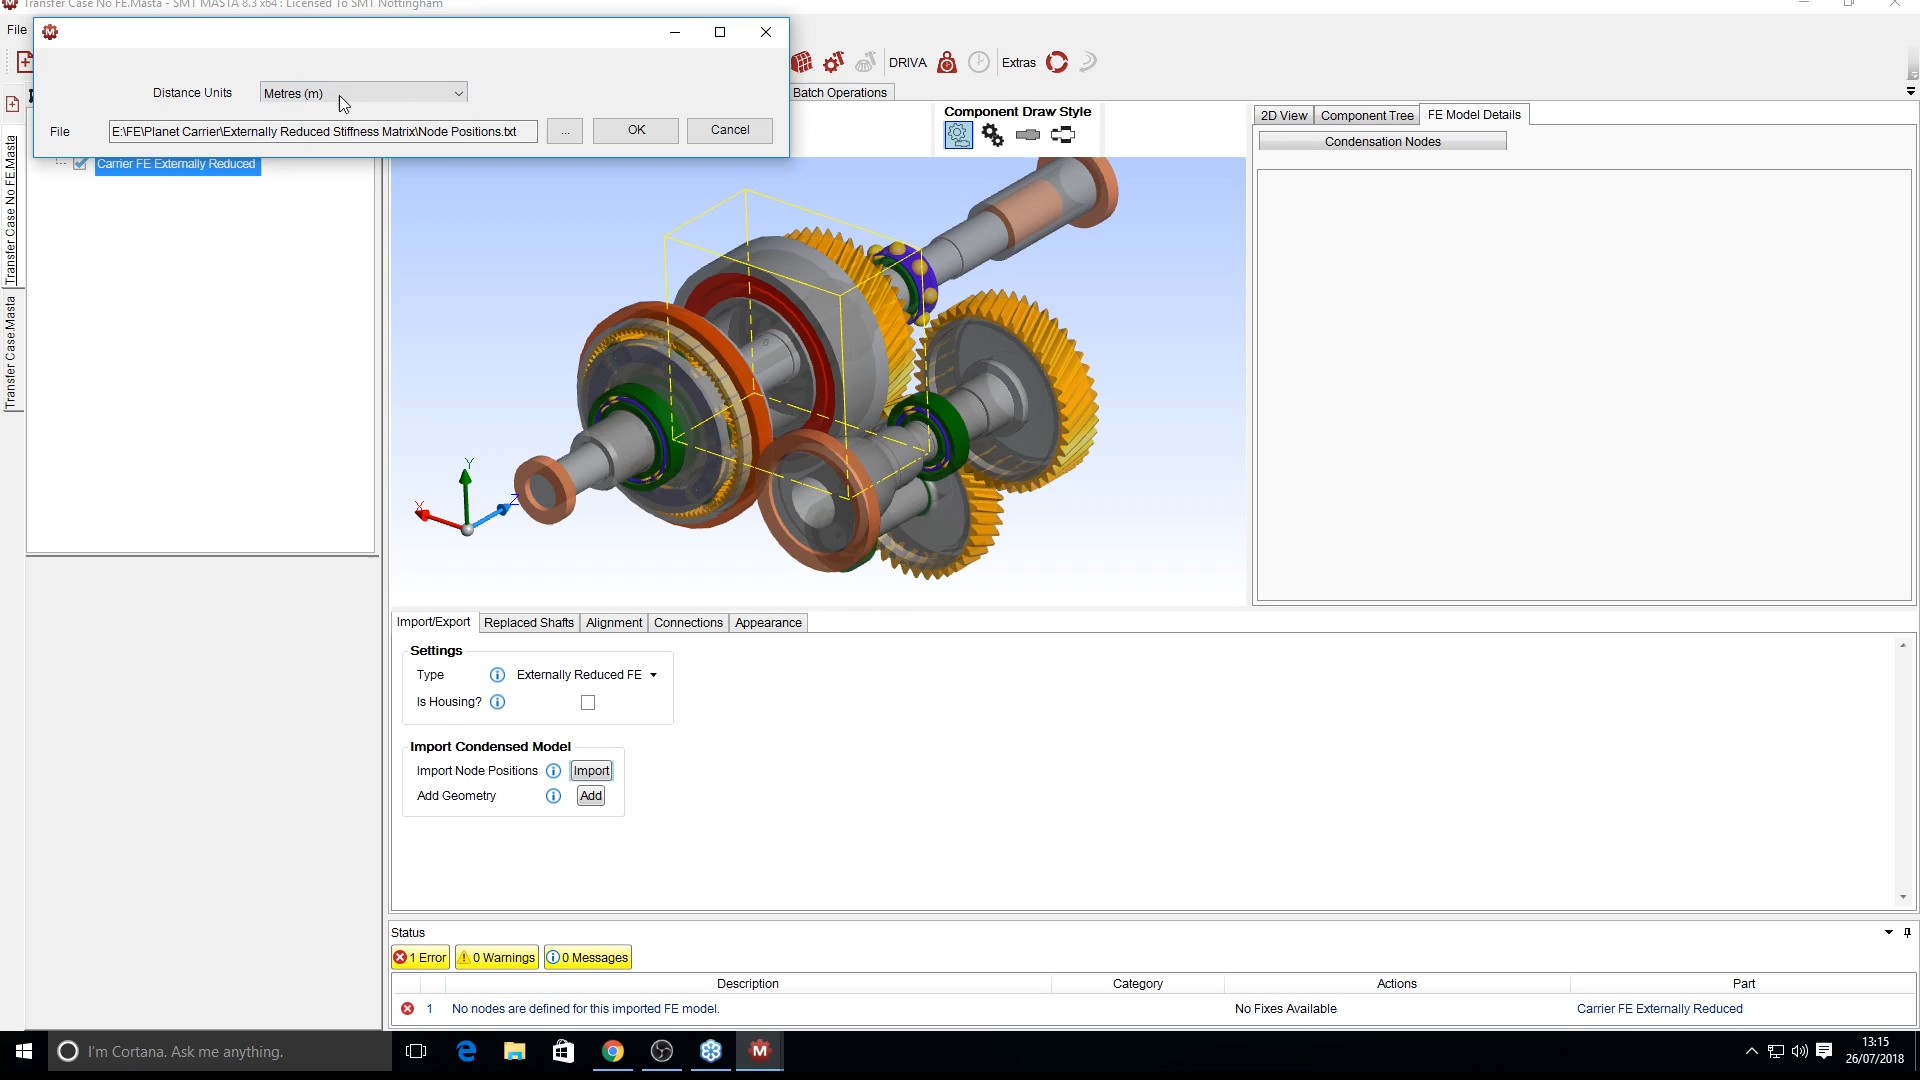 Transfer Case No FE.Masta - SMT MASTA 8.3 x64 : Licensed To SMT Nottingham
File
Distance Units
Metres (m)
File
E:\FE\Planet Carrier\Externally Reduced Stiffness Matrix\Node Positions.txt
...
OK
Cancel
DRIVA
Extras
Batch Operations
Transfer Case No FE.Masta
Transfer Case.Masta
Carrier FE Externally Reduced
Component Draw Style
2D View
Component Tree
FE Model Details
Condensation Nodes
Y
X
Z
Import/Export
Replaced Shafts
Alignment
Connections
Appearance
Settings
Type
Externally Reduced FE
Is Housing?
Import Condensed Model
Import Node Positions
Import
Add Geometry
Add
Status
1 Error
0 Warnings
0 Messages
Description
Category
Actions
Part
1
No nodes are defined for this imported FE model.
No Fixes Available
Carrier FE Externally Reduced
I'm Cortana. Ask me anything.
13:15
26/07/2018